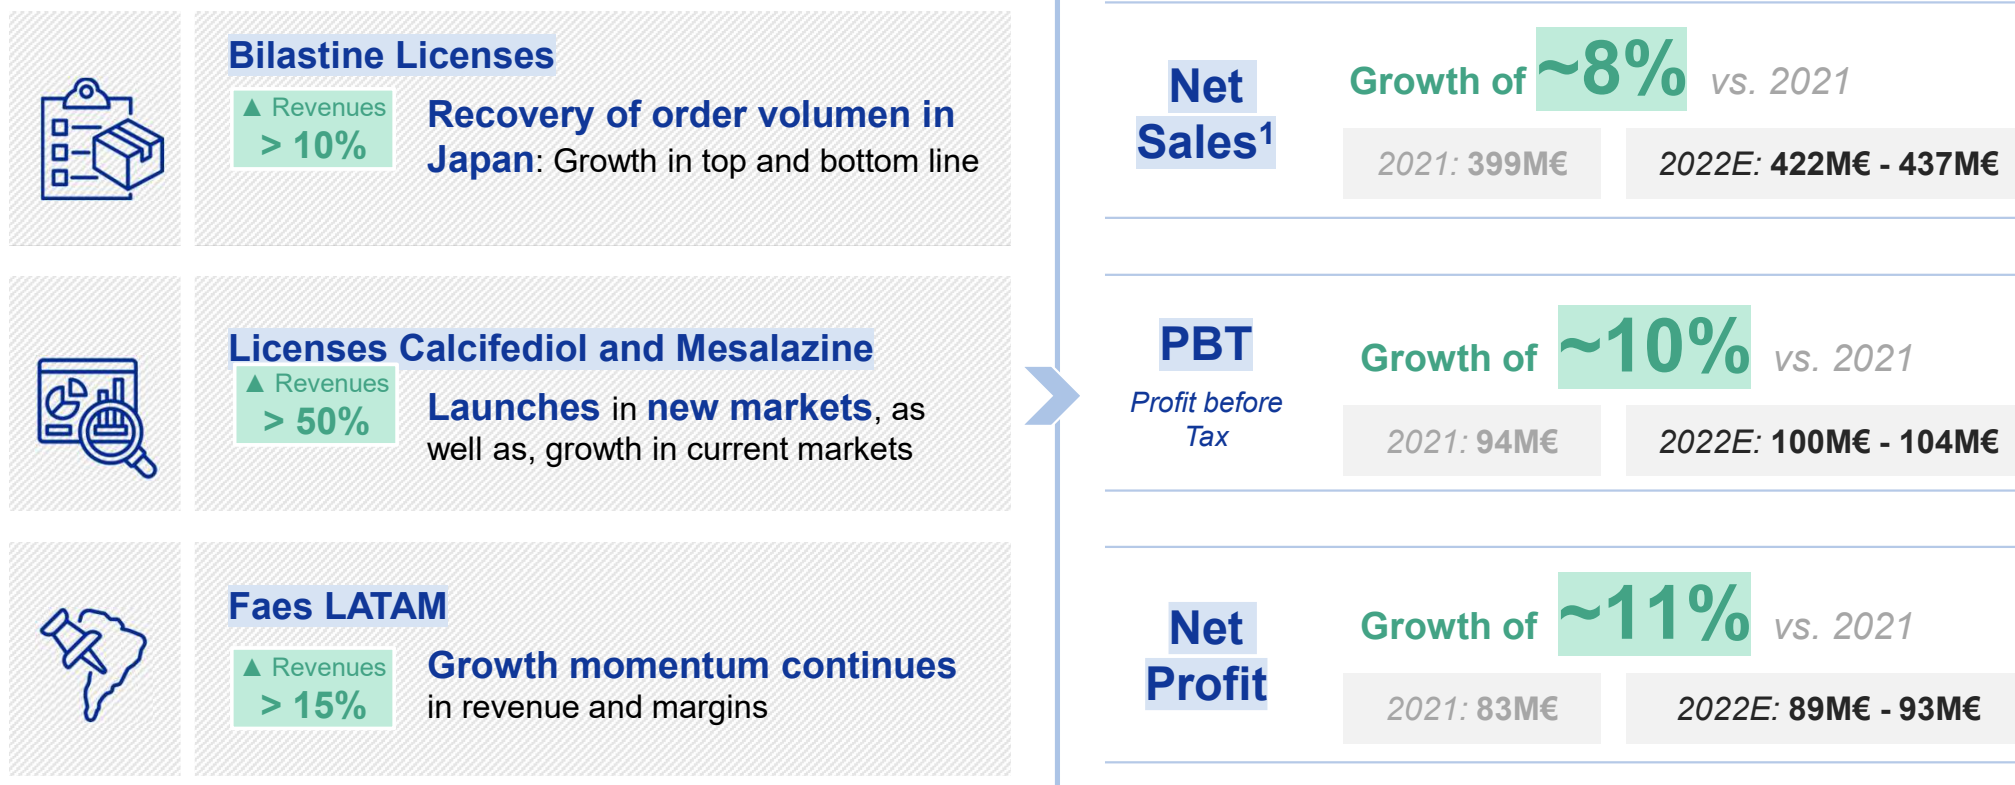 Bilastine Licenses
▲ Revenues
> 10%
Recovery of order volumen in
Japan: Growth in top and bottom line
Licenses Calcifediol and Mesalazine
▲ Revenues
> 50%
Launches in new markets, as
well as, growth in current markets
Faes LATAM
▲ Revenues
> 15%
Growth momentum continues
in revenue and margins
Net
Sales¹
Growth of ~8% vs. 2021
2021: 399M€
2022E: 422M€ - 437M€
PBT
Profit before
Tax
Growth of ~10% vs. 2021
2021: 94M€
2022E: 100M€ - 104M€
Net
Profit
Growth of ~11% vs. 2021
2021: 83M€
2022E: 89M€ - 93M€